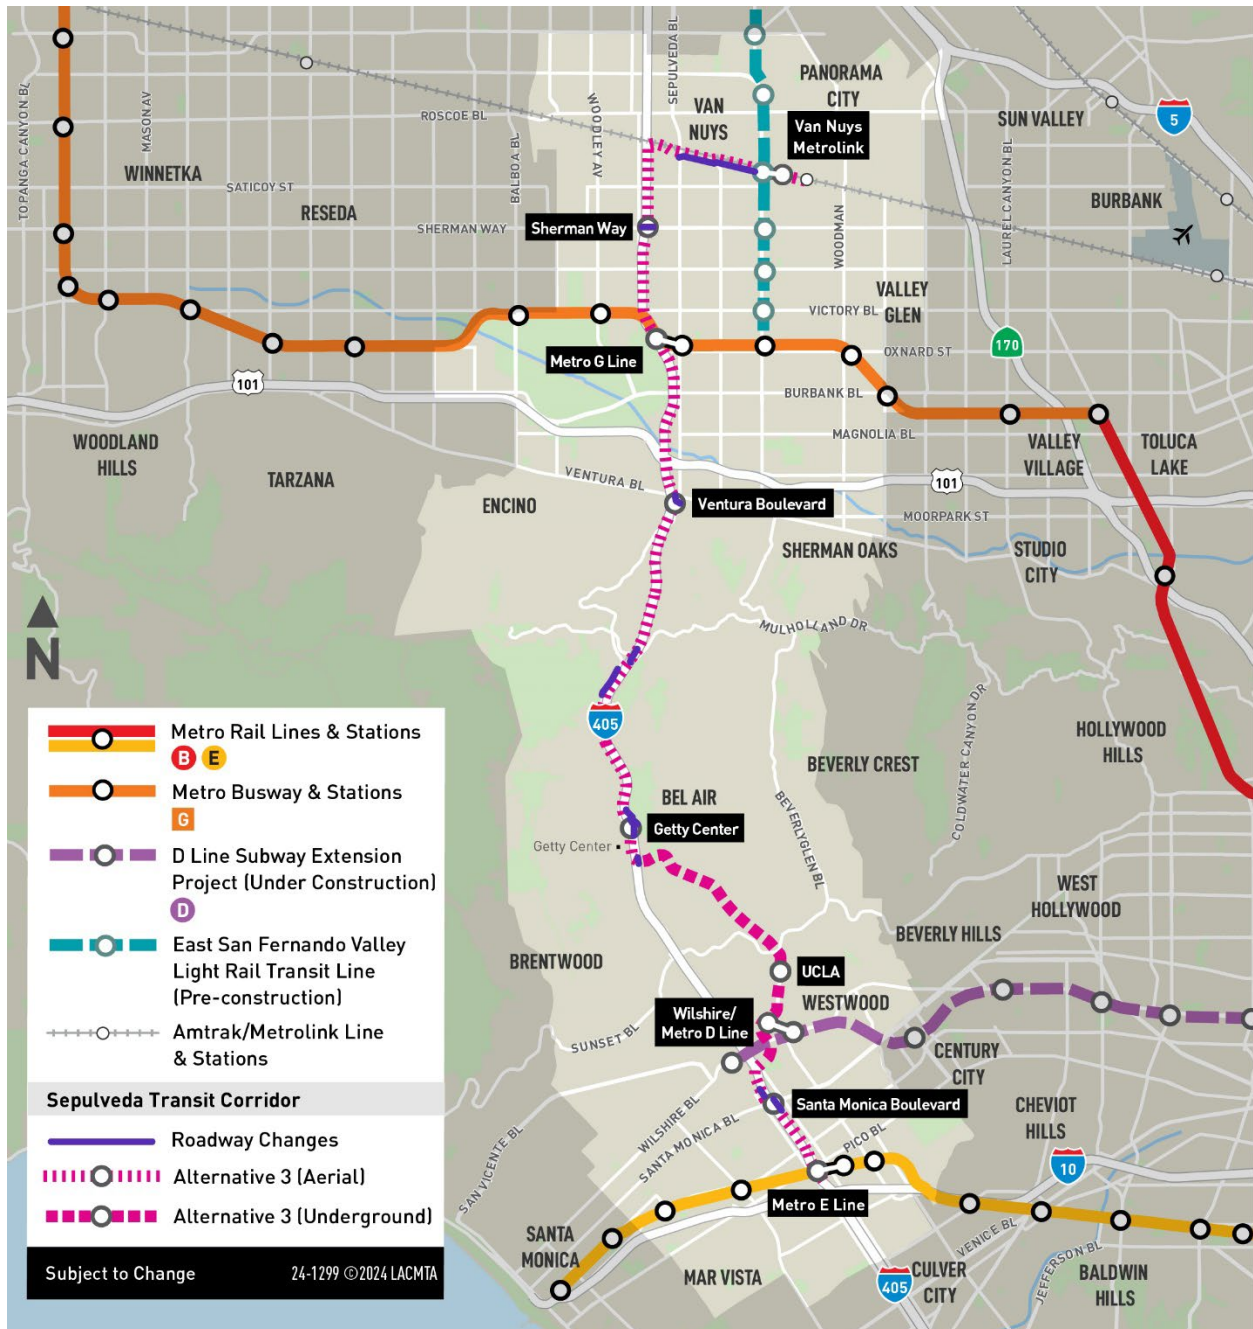 TOPANGA CANYON BL
MASON AV
WINNETKA
SATICOY ST
RESEDA
ROSCOE BL
BALBOA BL
SHERMAN WAY
WOODLEY AV
SEPULVEDA BL
VAN
NUYS
PANORAMA
CITY
Van Nuys
Metrolink
SUN VALLEY
5
LAUREL CANYON BL
BURBANK
Sherman Way
WOODMAN
VALLEY
GLEN
VICTORY BL
170
OXNARD ST
Metro G Line
BURBANK BL
MAGNOLIA BL
101
WOODLAND
HILLS
TARZANA
VENTURA BL
ENCINO
VALLEY
VILLAGE
TOLUCA
LAKE
101
Ventura Boulevard
MOORPARK ST
SHERMAN OAKS
STUDIO
CITY
N
MULHOLLAND DR
405
COLDWATER CANYON DR
HOLLYWOOD
HILLS
BEVERLY CREST
BEL AIR
BEVERLYGLEN BL
Getty Center
Getty Center
WEST
HOLLYWOOD
BEVERLY HILLS
BRENTWOOD
UCLA
WESTWOOD
Wilshire/
Metro D Line
SUNSET BL
CENTURY
CITY
Santa Monica Boulevard
CHEVIOT
HILLS
WILSHIRE BL
SANTA MONICA BL
PICO BL
SAN VICENTE BL
10
Metro E Line
SANTA
MONICA
VENICE BL
JEFFERSON BL
MAR VISTA
405
CULVER
CITY
BALDWIN
HILLS
Metro Rail Lines & Stations
B E
Metro Busway & Stations
G
D Line Subway Extension
Project (Under Construction)
D
East San Fernando Valley
Light Rail Transit Line
(Pre-construction)
Amtrak/Metrolink Line
& Stations
Sepulveda Transit Corridor
Roadway Changes
Alternative 3 (Aerial)
Alternative 3 (Underground)
Subject to Change 24-1299 ©2024 LACMTA